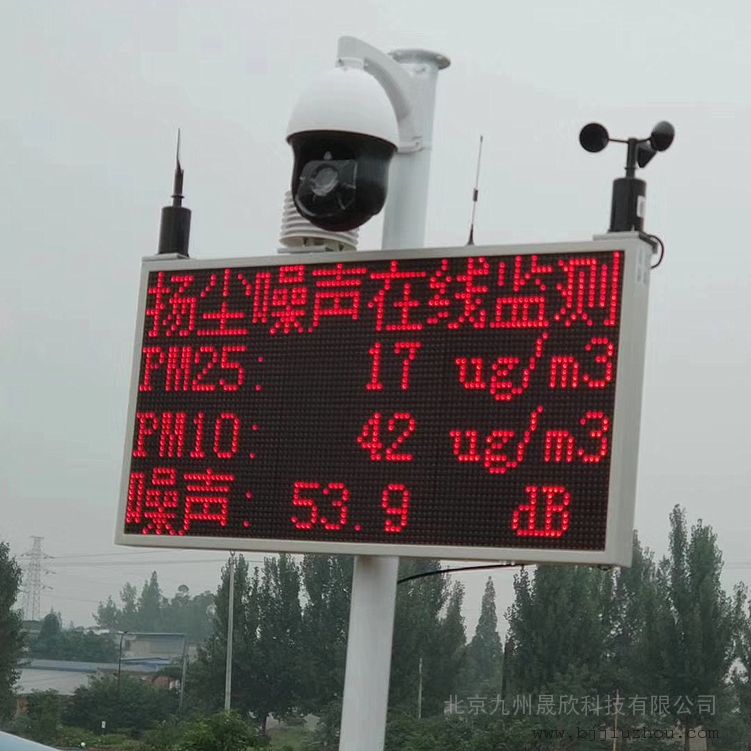 扬尘噪声在线监测
PM25: 17 ug/m3
PM10: 42 ug/m3
噪声: 53.9 dB
北京九州晟欣科技有限公司
www.bjjiuzhou.com